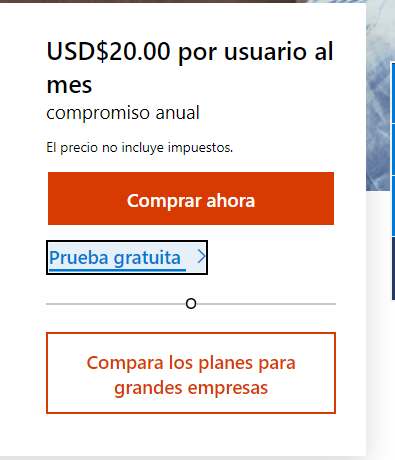 USD$20.00 por usuario al
mes
compromiso anual
El precio no incluye impuestos.
Comprar ahora
Prueba gratuita
O
Compara los planes para
grandes empresas